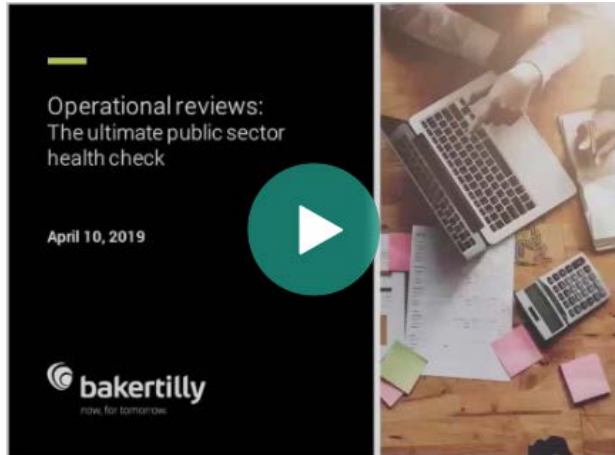 Operational reviews:
The ultimate public sector
health check
April 10, 2019
bakertilly
now, for tomorrow.